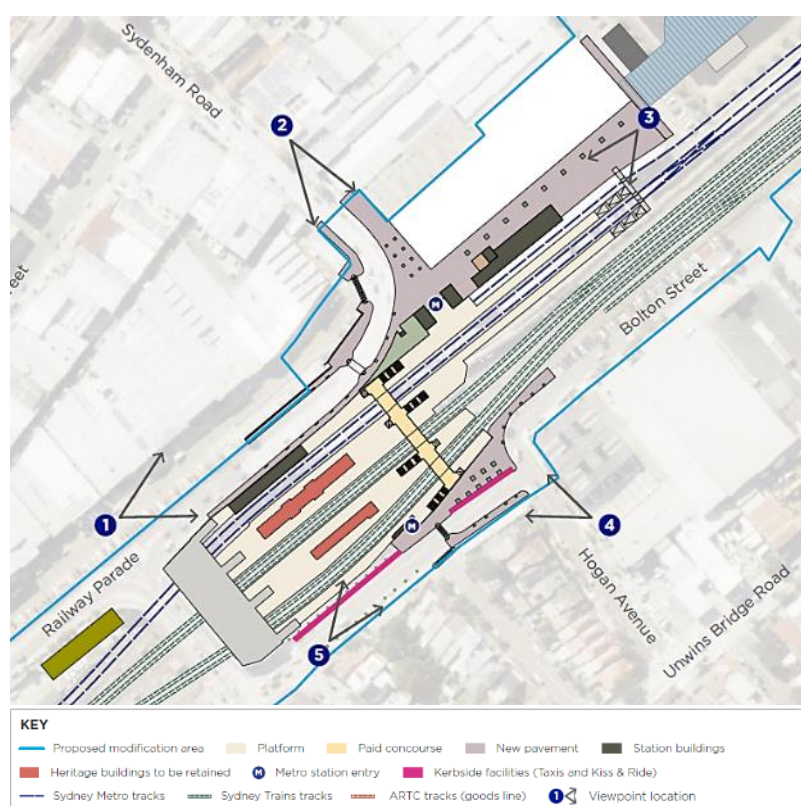 Sydenham Road
2
3
M
Bolton Street
eet
1
4
M
Railway Parade
Hogan Avenue
Unwins Bridge Road
5
KEY
Proposed modification area Platform Paid concourse New pavement Station buildings
Heritage buildings to be retained M Metro station entry Kerbside facilities (Taxis and Kiss & Ride)
Sydney Metro tracks Sydney Trains tracks ARTC tracks (goods line) 1 Viewpoint location